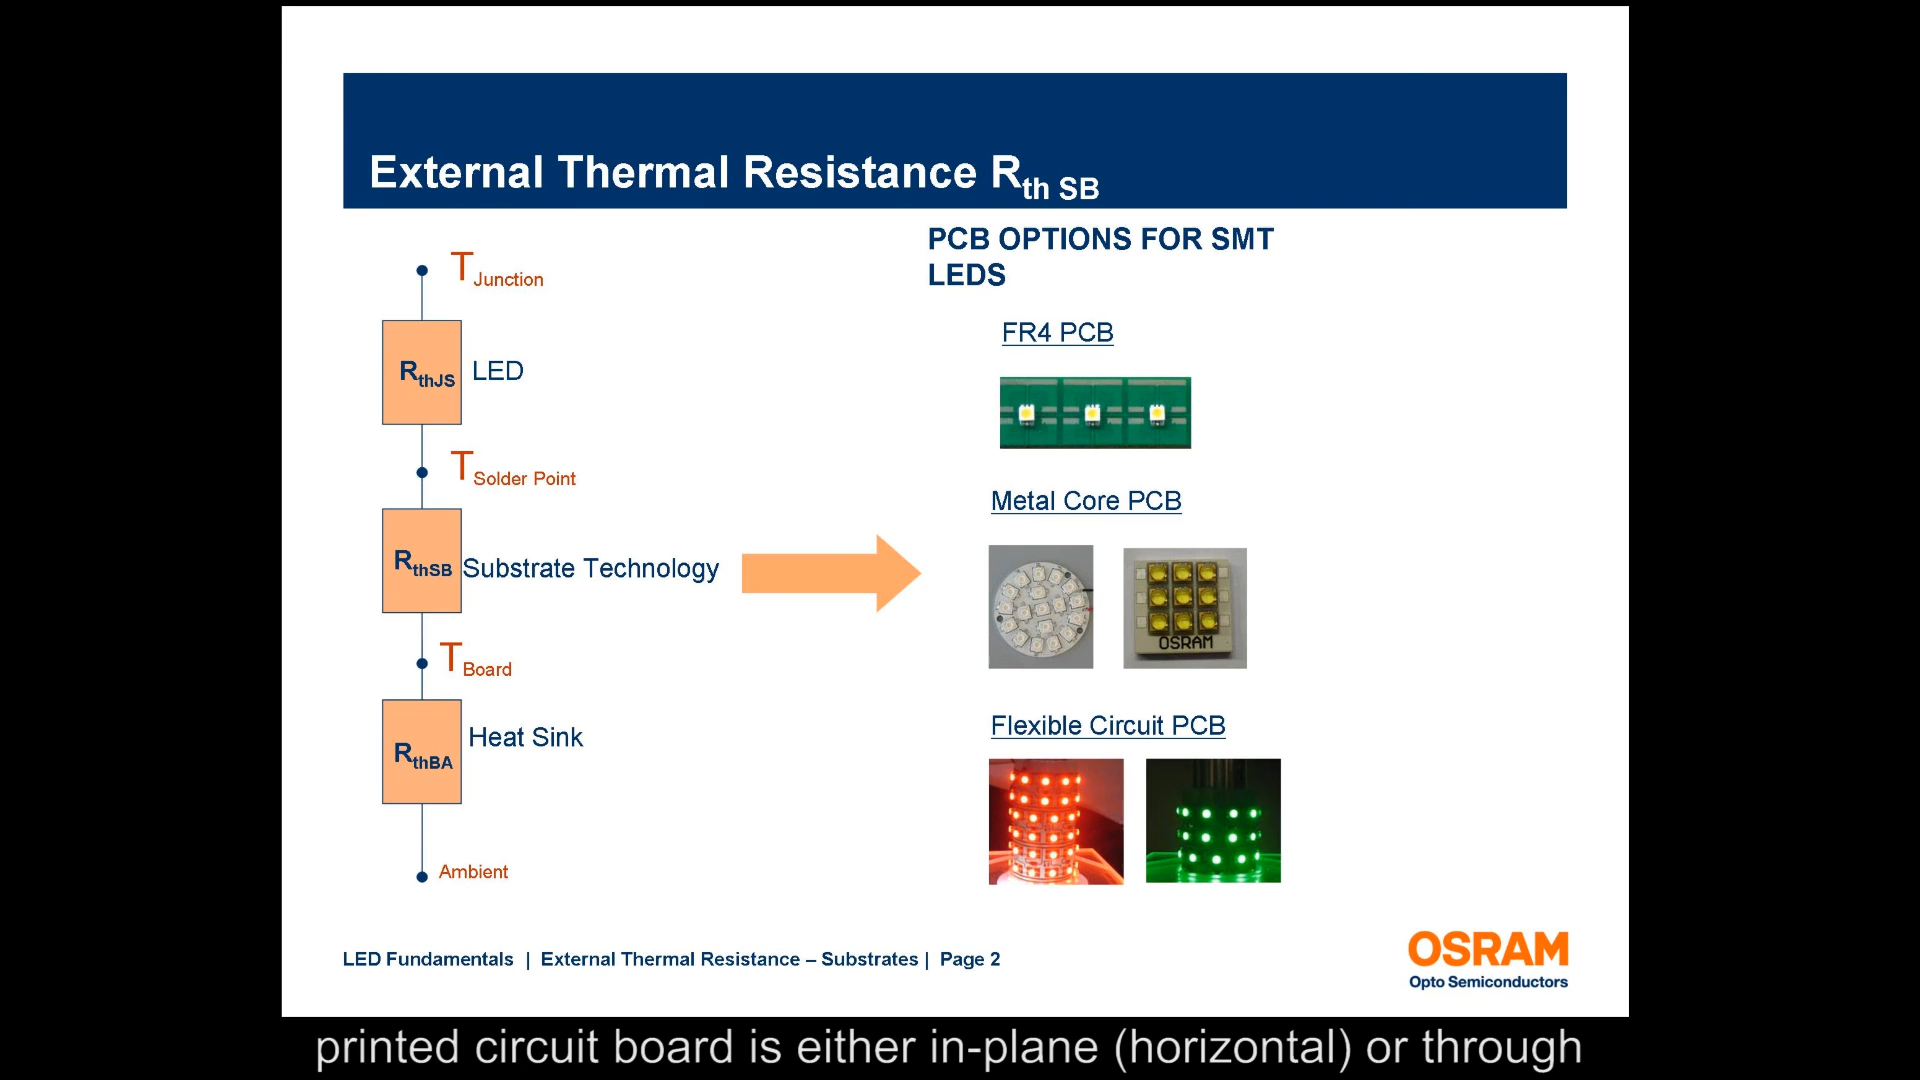 External Thermal Resistance Rth SB
TJunction
RthJS
LED
TSolder Point
RthSB
Substrate Technology
TBoard
RthBA
Heat Sink
Ambient
PCB OPTIONS FOR SMT
LEDS
FR4 PCB
Metal Core PCB
OSRAM
Flexible Circuit PCB
LED Fundamentals | External Thermal Resistance – Substrates | Page 2
OSRAM
Opto Semiconductors
printed circuit board is either in-plane (horizontal) or through